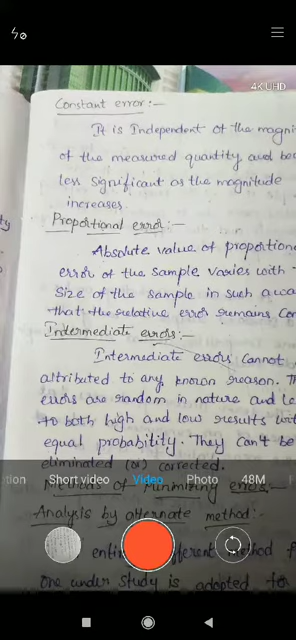 4K UHD
Constant error:-
It is Independent of the
of the measured quantity and
less significant as the magnitude
increases.
Proportional error:-
Absolute value of
error of the sample varies with
size of the sample in such a
that the relative error remains
Intermediate errors:-
Intermediate errors cannot
attributed to any known reason.
errors are random in nature and
to both high and low results
equal probability. They can't be
eliminated (or) corrected.
Short video Video Photo 48M
Methods of Minimizing errors:-
Analysis by alternate method:-
method
one under study is adopted for